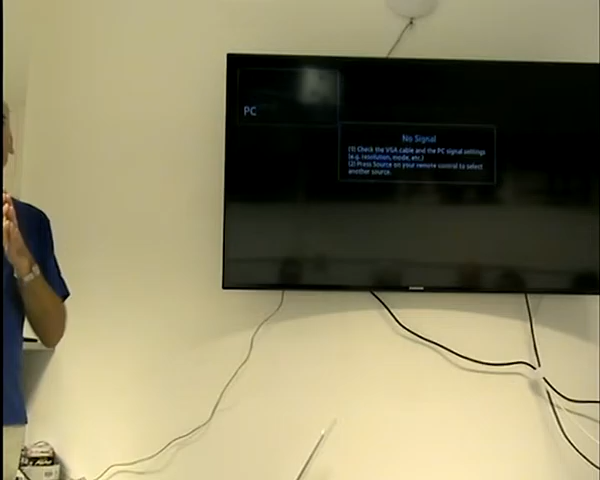 PC
No Signal
(1) Check the VGA cable and the PC signal settings
(e.g. resolution, mode, etc.)
(2) Press Source on your remote control to select
another source.